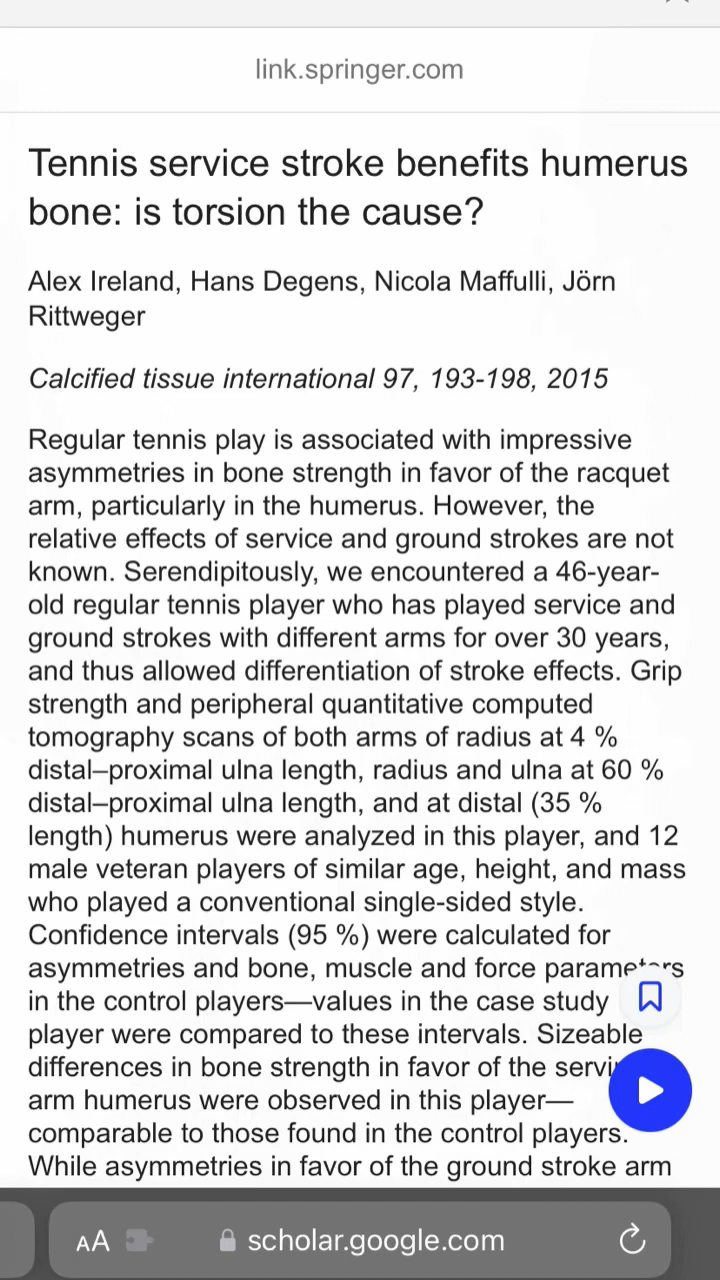 link.springer.com
Tennis service stroke benefits humerus
bone: is torsion the cause?
Alex Ireland, Hans Degens, Nicola Maffulli, Jörn
Rittweger
Calcified tissue international 97, 193-198, 2015
Regular tennis play is associated with impressive
asymmetries in bone strength in favor of the racquet
arm, particularly in the humerus. However, the
relative effects of service and ground strokes are not
known. Serendipitously, we encountered a 46-year-
old regular tennis player who has played service and
ground strokes with different arms for over 30 years,
and thus allowed differentiation of stroke effects. Grip
strength and peripheral quantitative computed
tomography scans of both arms of radius at 4 %
distal–proximal ulna length, radius and ulna at 60 %
distal–proximal ulna length, and at distal (35 %
length) humerus were analyzed in this player, and 12
male veteran players of similar age, height, and mass
who played a conventional single-sided style.
Confidence intervals (95 %) were calculated for
asymmetries and bone, muscle and force parameters
in the control players—values in the case study
player were compared to these intervals. Sizeable
differences in bone strength in favor of the
arm humerus were observed in this player—
comparable to those found in the control players.
While asymmetries in favor of the ground stroke arm
AA
scholar.google.com